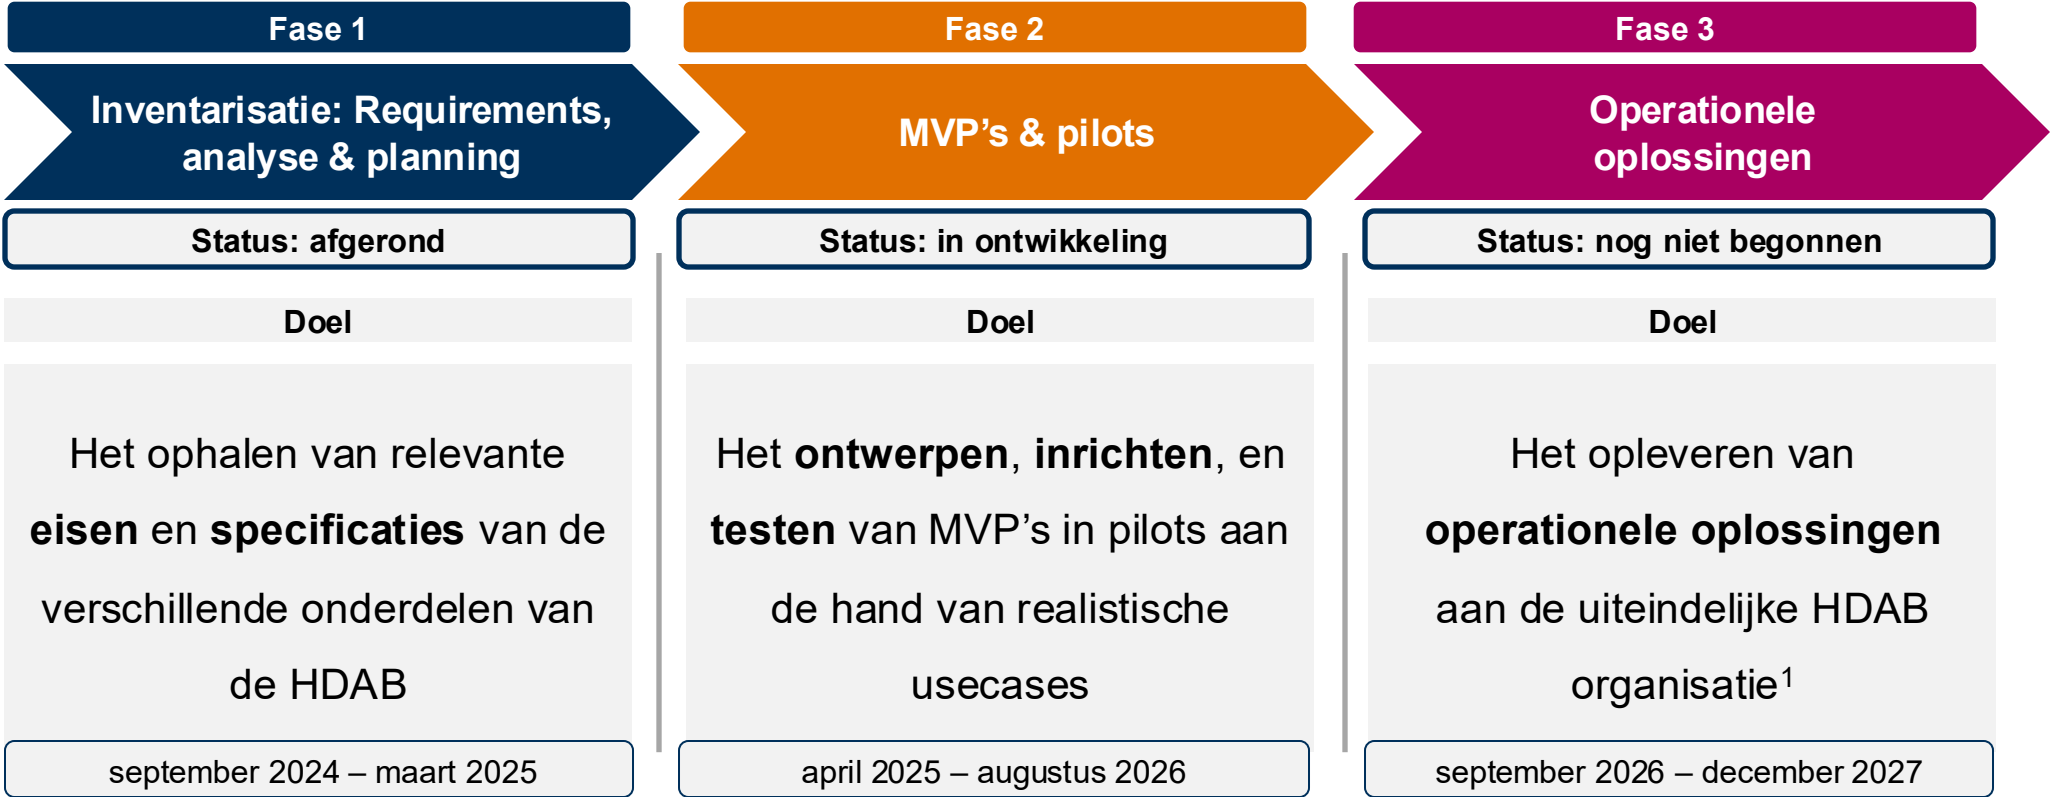 Fase 1
Inventarisatie: Requirements,
analyse & planning
Status: afgerond
Doel
Het ophalen van relevante
eisen en specificaties van de
verschillende onderdelen van
de HDAB
september 2024 – maart 2025
Fase 2
MVP’s & pilots
Status: in ontwikkeling
Doel
Het ontwerpen, inrichten, en
testen van MVP’s in pilots aan
de hand van realistische
usecases
april 2025 – augustus 2026
Fase 3
Operationele
oplossingen
Status: nog niet begonnen
Doel
Het opleveren van
operationele oplossingen
aan de uiteindelijke HDAB
organisatie¹
september 2026 – december 2027